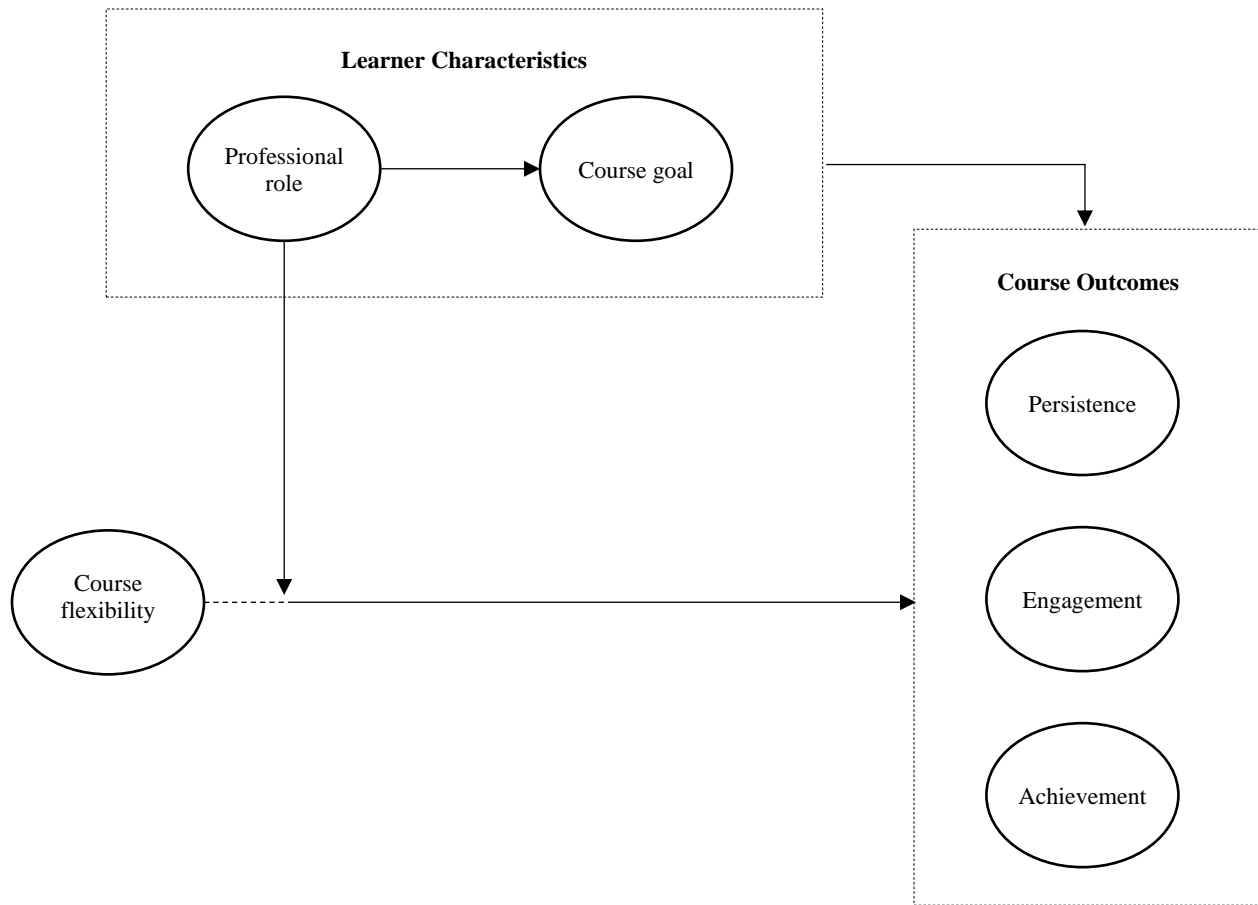 Learner Characteristics
Professional
role
Course goal
Course Outcomes
Persistence
Course
flexibility
Engagement
Achievement